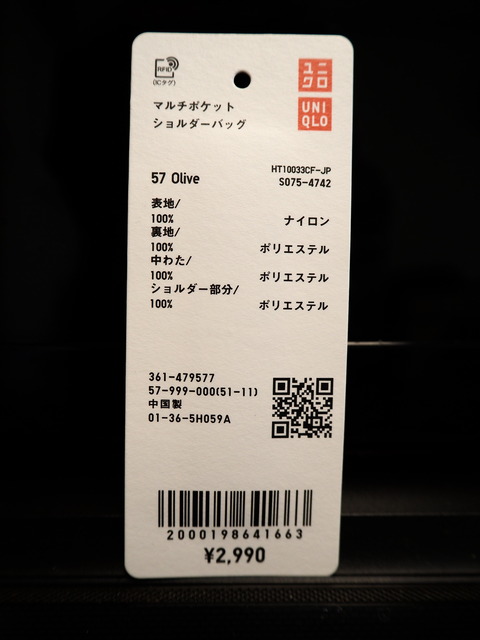 RFID
(ICタグ)
ユニ
クロ
UNI
QLO
マルチポケット
ショルダーバッグ
HT10033CF-JP
57 Olive S075-4742
表地/
100% ナイロン
裏地/
100% ポリエステル
中わた/
100% ポリエステル
ショルダー部分/
100% ポリエステル
361-479577
57-999-000(51-11)
中国製
01-36-5H059A
2000198641663
¥2,990